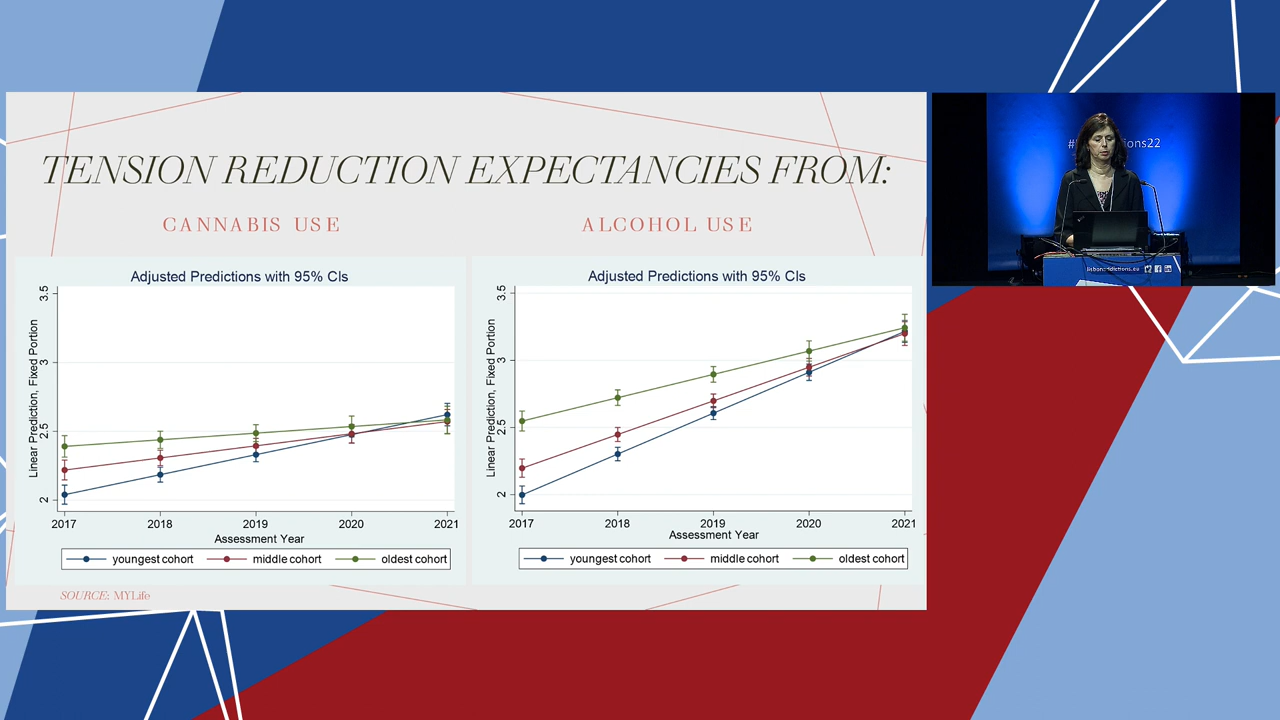 TENSION REDUCTION EXPECTANCIES FROM:
CANNABIS USE
ALCOHOL USE
Adjusted Predictions with 95% CIs
Linear Prediction, Fixed Portion
3.5
3
2.5
2
2017 2018 2019 2020 2021
Assessment Year
youngest cohort middle cohort oldest cohort
Adjusted Predictions with 95% CIs
Linear Prediction, Fixed Portion
3.5
3
2.5
2
2017 2018 2019 2020 2021
Assessment Year
youngest cohort middle cohort oldest cohort
SOURCE: MYLife
lisbonaddictions.eu